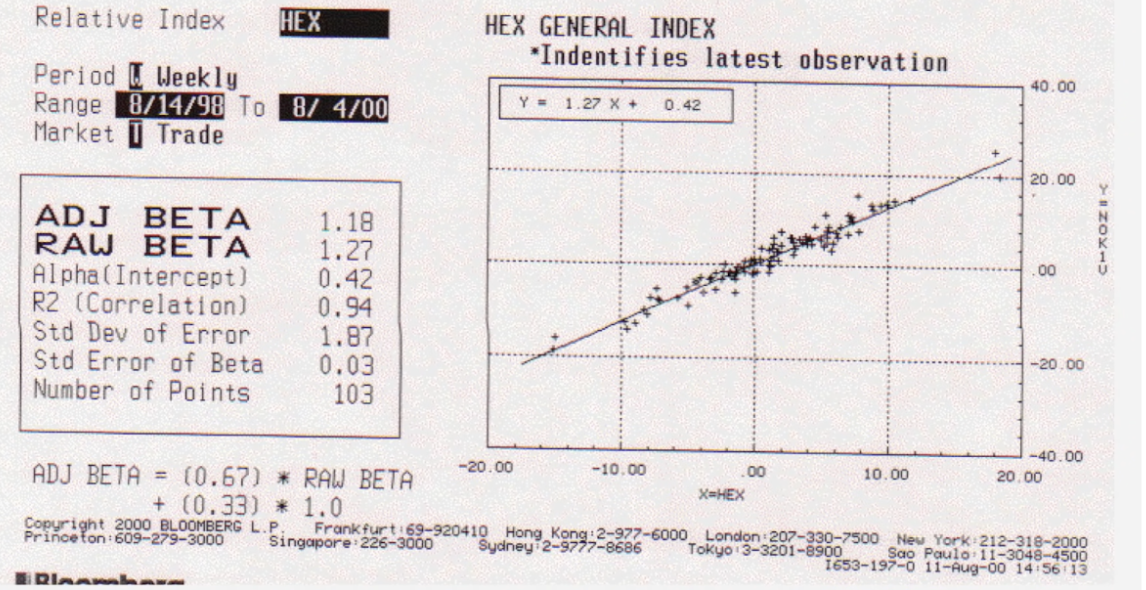 Relative Index HEX
Period W Weekly
Range 8/14/98 To 8/ 4/00
Market T Trade
ADJ BETA 1.18
RAW BETA 1.27
Alpha(Intercept) 0.42
R2 (Correlation) 0.94
Std Dev of Error 1.87
Std Error of Beta 0.03
Number of Points 103
ADJ BETA = (0.67) * RAW BETA
+ (0.33) * 1.0
HEX GENERAL INDEX
*Indentifies latest observation
Y = 1.27 X + 0.42
40.00
20.00
.00
-20.00
-40.00
Y=NOK1V
-20.00 -10.00 .00 10.00 20.00
X=HEX
Copyright 2000 BLOOMBERG L.P. Frankfurt:69-920410 Hong Kong:2-977-6000 London:207-330-7500 New York:212-318-2000
Princeton:609-279-3000 Singapore:226-3000 Sydney:2-9777-8686 Tokyo:3-3201-8900 Sao Paulo:11-3048-4500
I653-197-0 11-Aug-00 14:56:13
Bloomberg